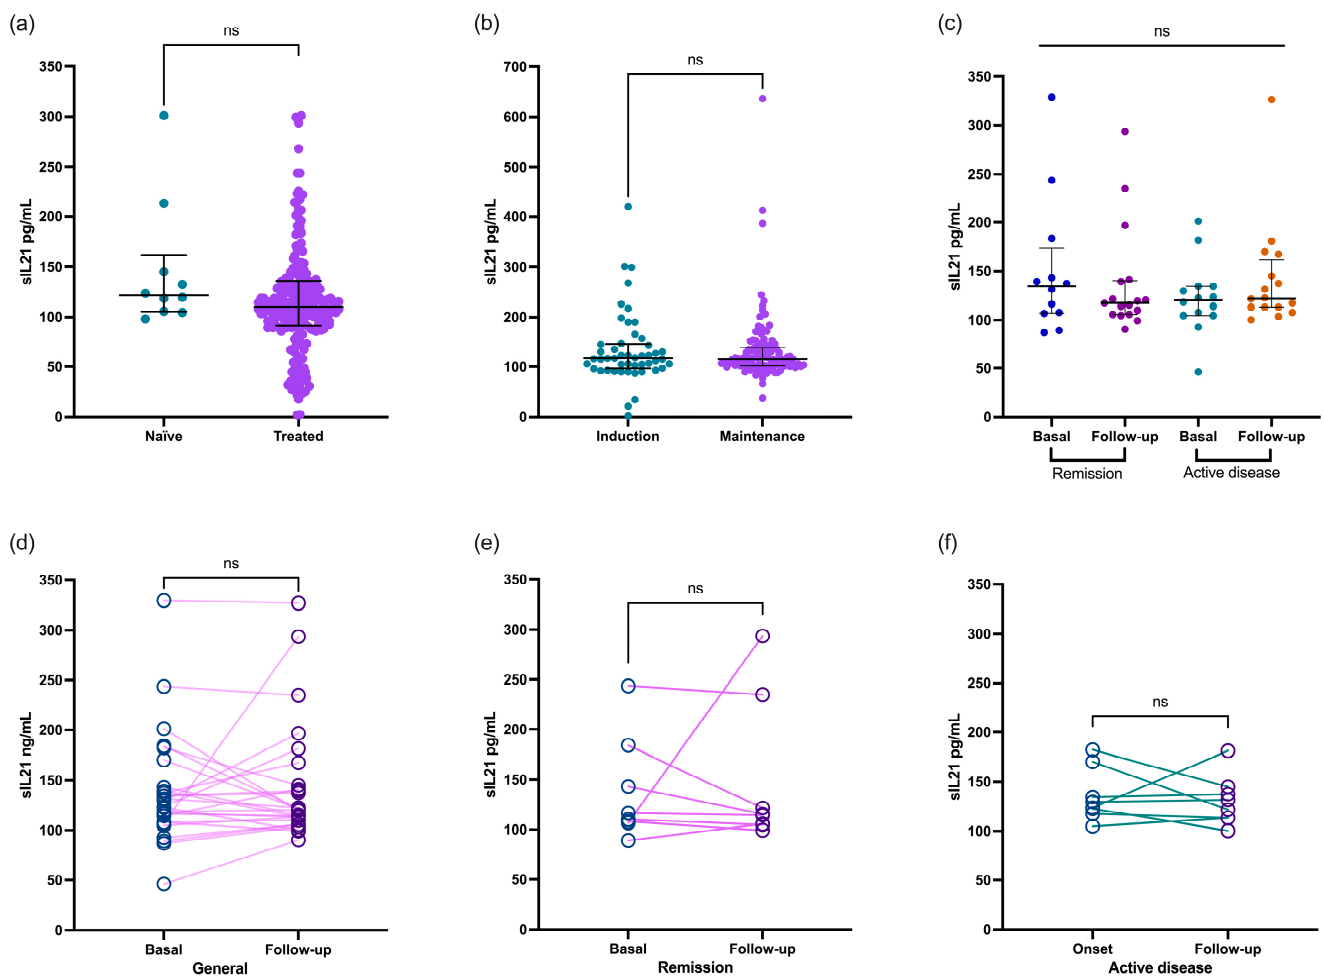 (a)
ns
350
300
250
200
150
100
50
0
sIL21 pg/mL
Naïve
Treated
(b)
ns
700
600
500
400
300
200
100
0
sIL21 pg/mL
Induction
Maintenance
(c)
ns
350
300
250
200
150
100
50
0
sIL21 pg/mL
Basal
Follow-up
Basal
Follow-up
Remission
Active disease
(d)
ns
350
300
250
200
150
100
50
0
sIL21 ng/mL
Basal
Follow-up
General
(e)
ns
350
300
250
200
150
100
50
0
sIL21 pg/mL
Basal
Follow-up
Remission
(f)
ns
350
300
250
200
150
100
50
0
sIL21 pg/mL
Onset
Follow-up
Active disease